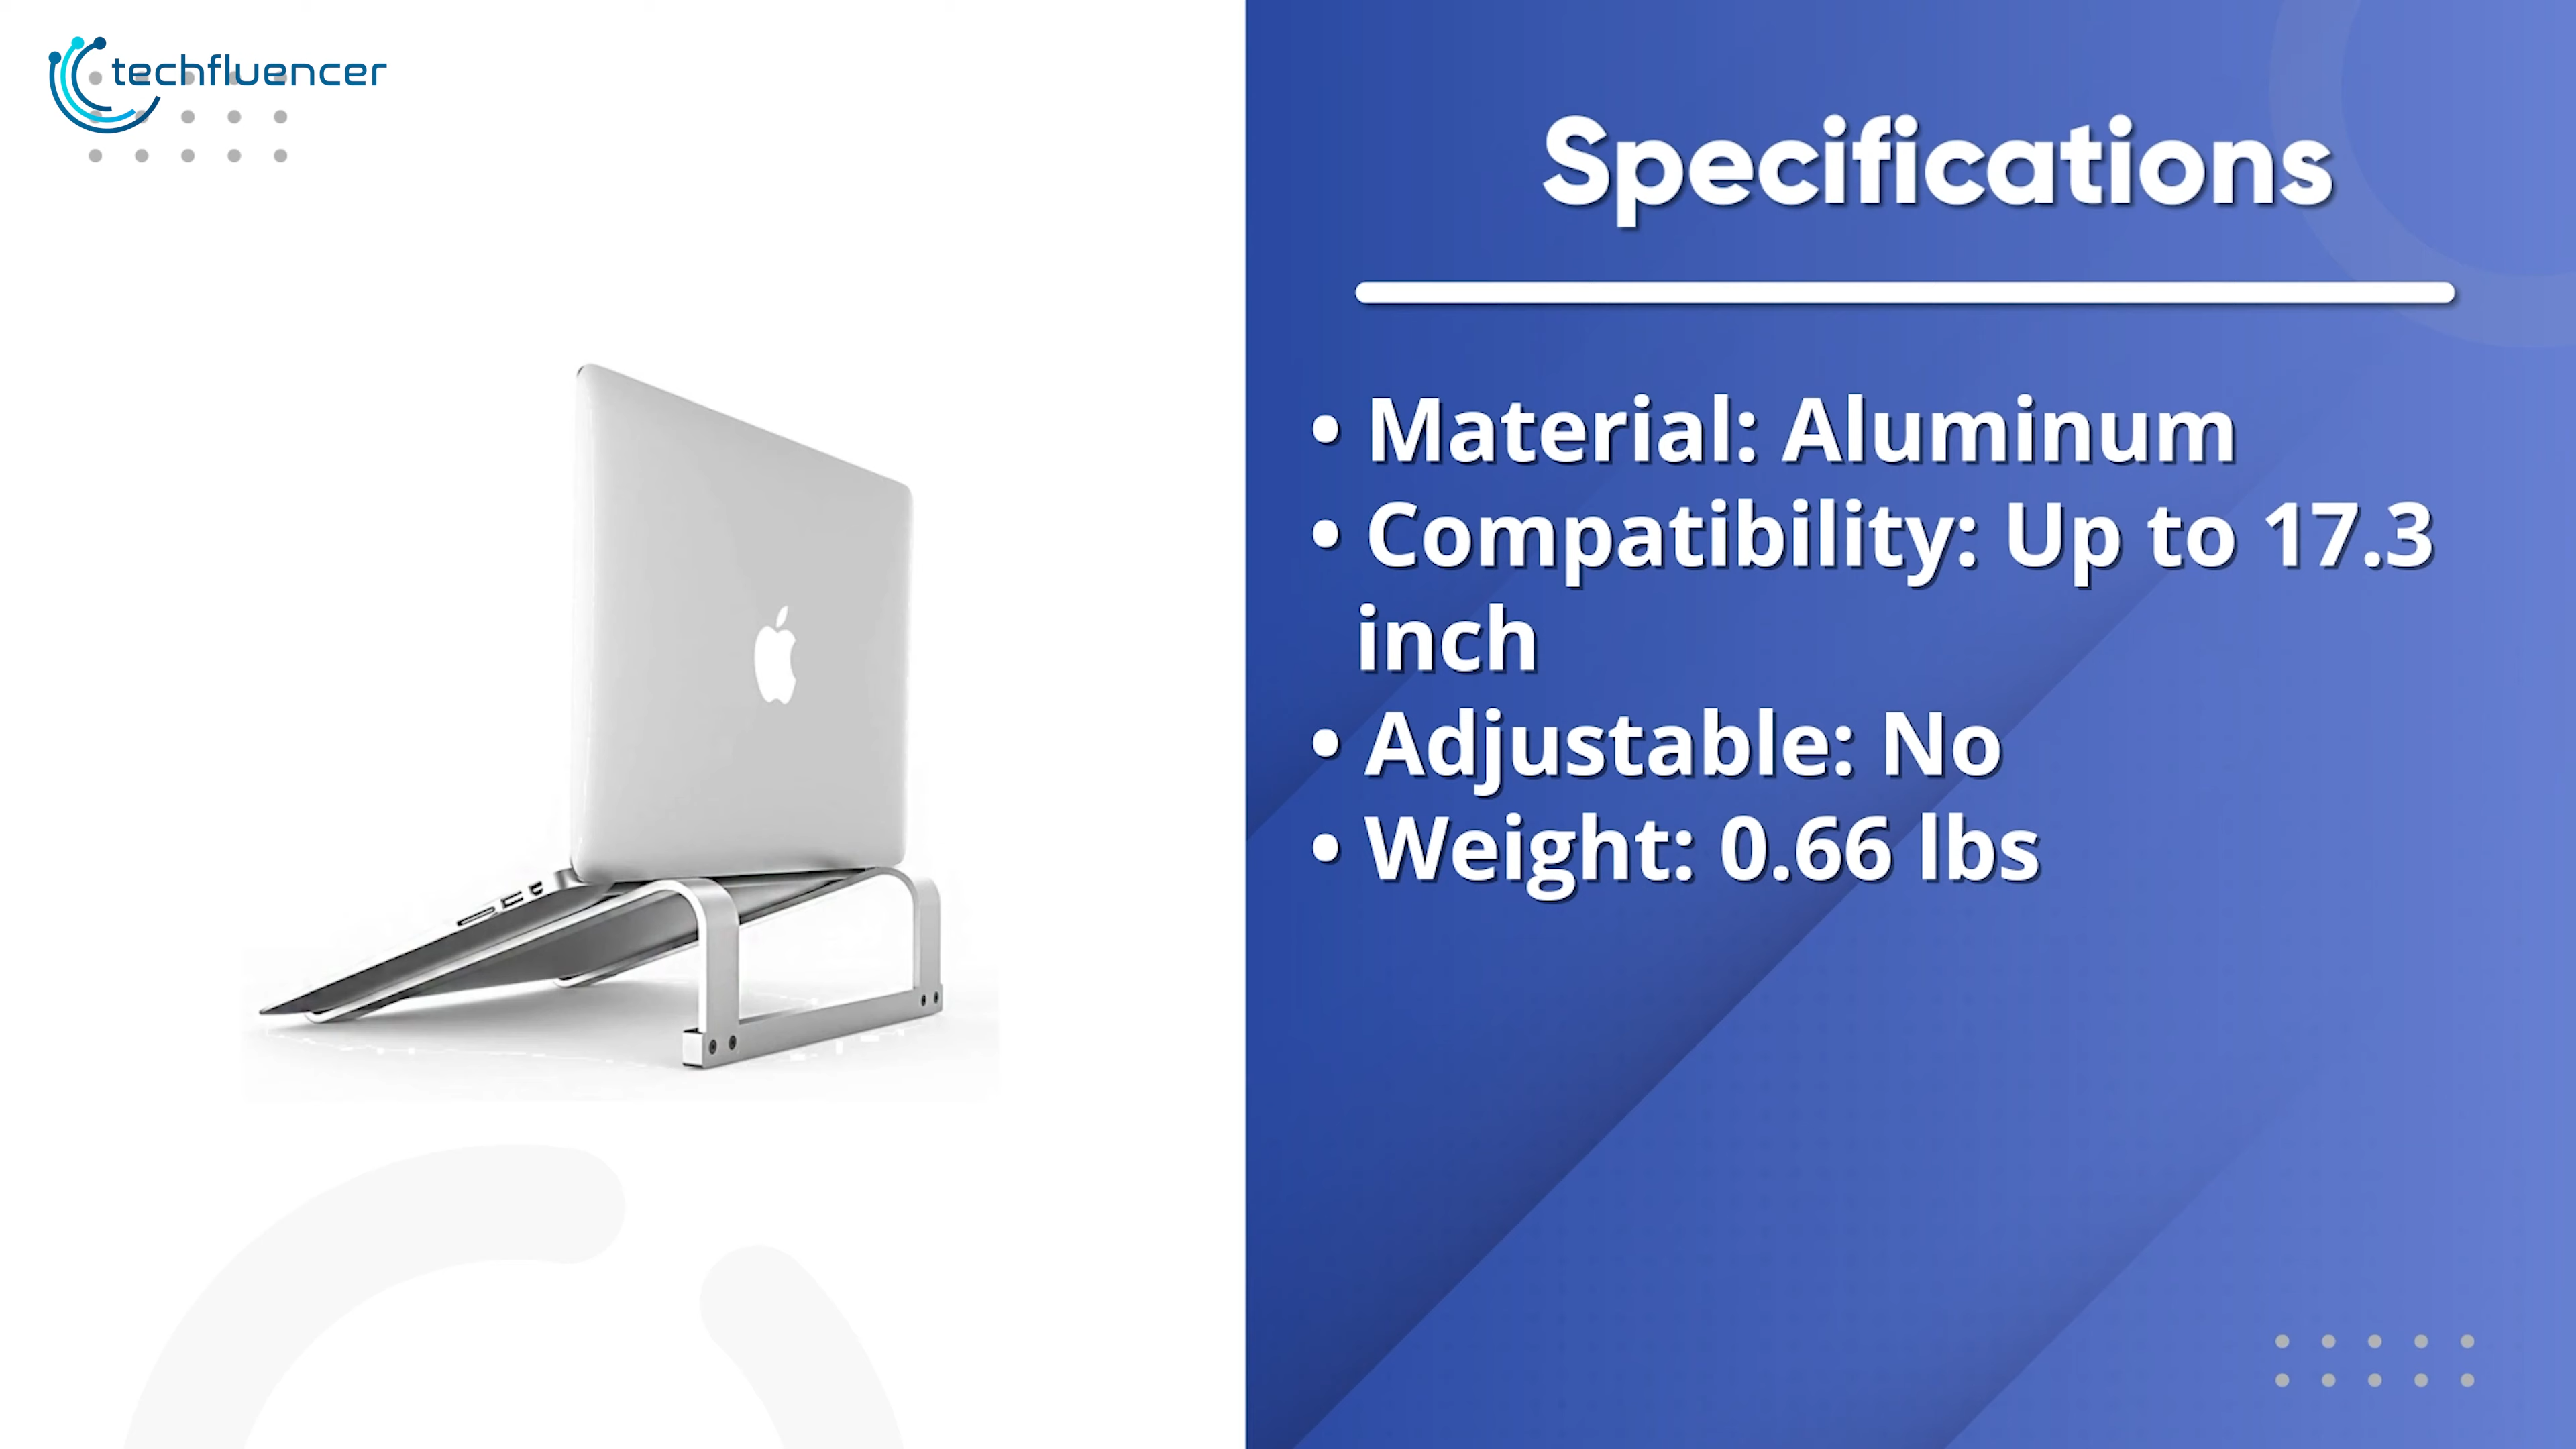 techfluencer
Specifications
• Material: Aluminum
• Compatibility: Up to 17.3
inch
• Adjustable: No
• Weight: 0.66 lbs